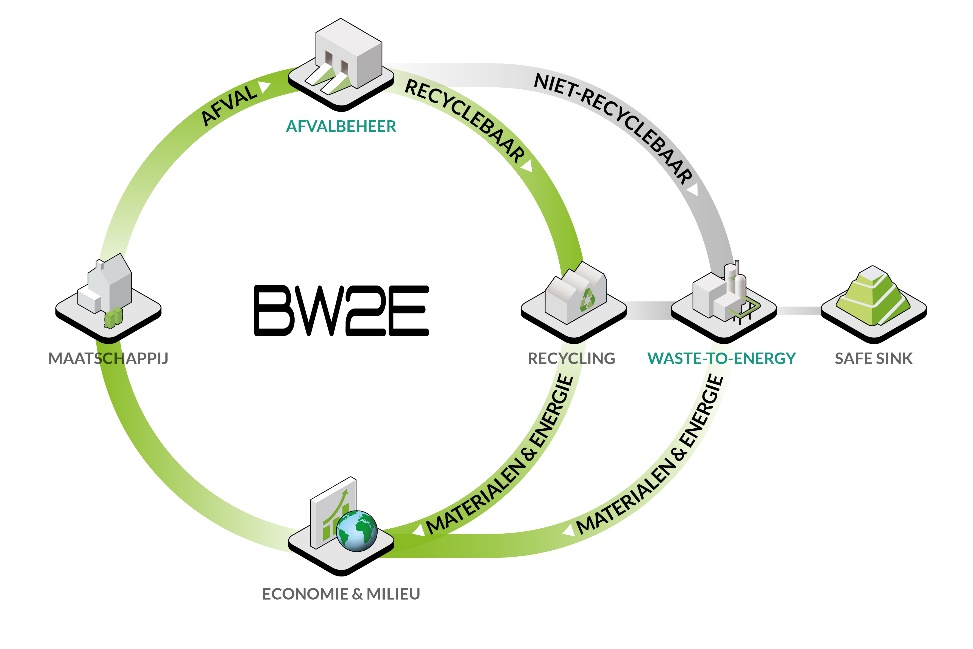 AFVAL
RECYCLEBAAR
NIET-RECYCLEBAAR
AFVALBEHEER
BW2E
MAATSCHAPPIJ
RECYCLING
WASTE-TO-ENERGY
SAFE SINK
MATERIALEN & ENERGIE
MATERIALEN & ENERGIE
ECONOMIE & MILIEU